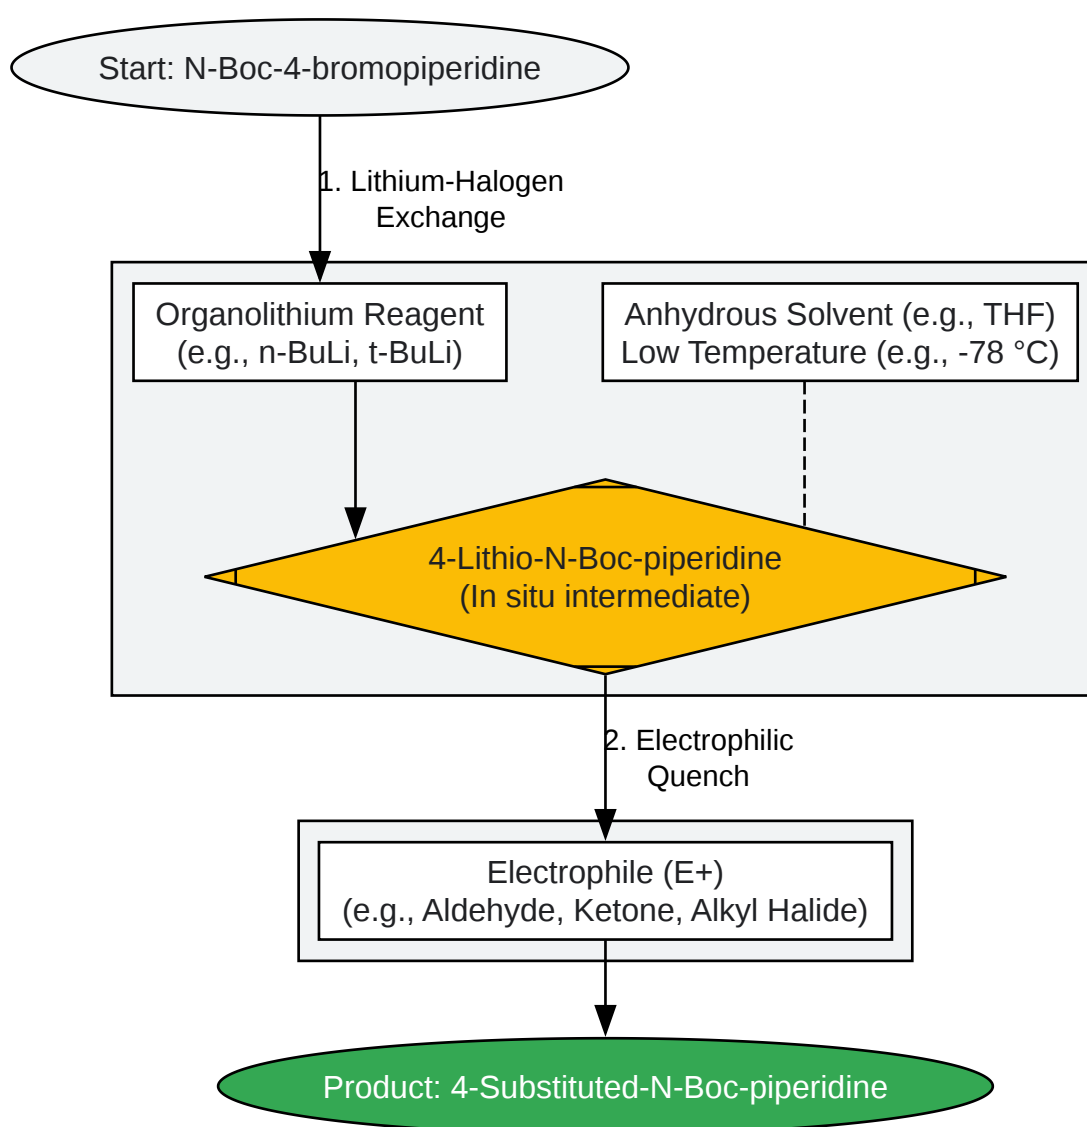 Start: N-Boc-4-bromopiperidine
1. Lithium-Halogen
Exchange
Organolithium Reagent
(e.g., n-BuLi, t-BuLi)
Anhydrous Solvent (e.g., THF)
Low Temperature (e.g., -78 °C)
4-Lithio-N-Boc-piperidine
(In situ intermediate)
2. Electrophilic
Quench
Electrophile (E+)
(e.g., Aldehyde, Ketone, Alkyl Halide)
Product: 4-Substituted-N-Boc-piperidine